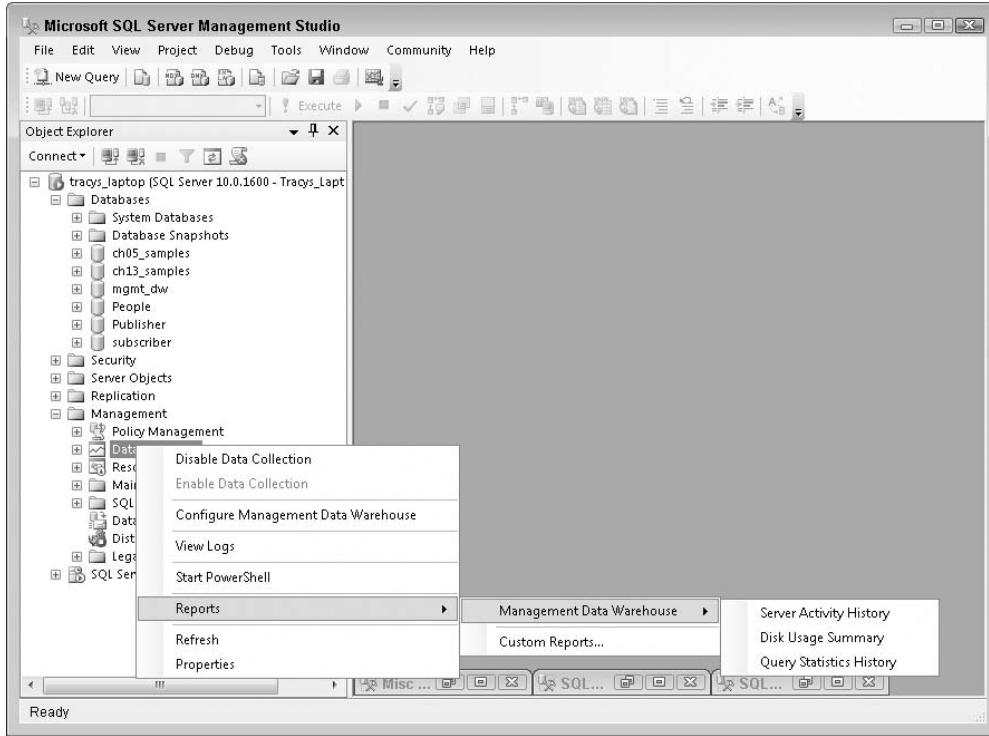 Microsoft SQL Server Management Studio
File Edit View Project Debug Tools Window Community Help
New Query
Execute
Object Explorer
Connect
tracys_laptop (SQL Server 10.0.1600 - Tracys_Lapt
Databases
System Databases
Database Snapshots
ch05_samples
ch13_samples
mgmt_dw
People
Publisher
subscriber
Security
Server Objects
Replication
Management
Policy Management
Data
Reso
Main
SQL
Data
Dist
Lega
SQL Ser
Disable Data Collection
Enable Data Collection
Configure Management Data Warehouse
View Logs
Start PowerShell
Reports
Refresh
Properties
Management Data Warehouse
Custom Reports...
Server Activity History
Disk Usage Summary
Query Statistics History
Misc ... SQL... SQL...
Ready